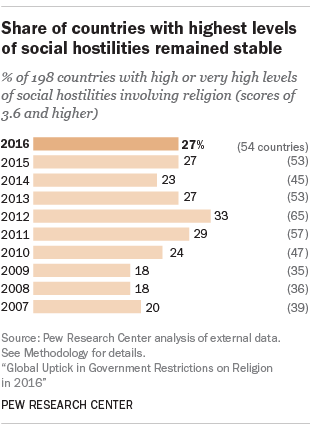 Share of countries with highest levels
of social hostilities remained stable
% of 198 countries with high or very high levels
of social hostilities involving religion (scores of
3.6 and higher)
2016 27% (54 countries)
2015 27 (53)
2014 23 (45)
2013 27 (53)
2012 33 (65)
2011 29 (57)
2010 24 (47)
2009 18 (35)
2008 18 (36)
2007 20 (39)
Source: Pew Research Center analysis of external data.
See Methodology for details.
“Global Uptick in Government Restrictions on Religion
in 2016”
PEW RESEARCH CENTER